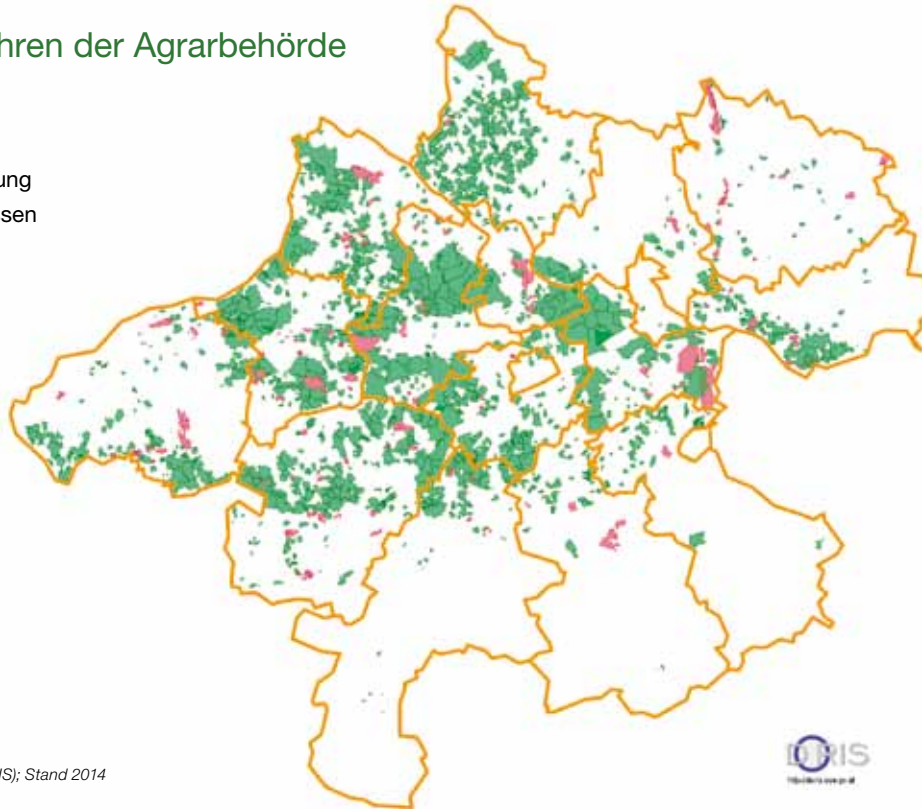 hren der Agrarbehörde
ung
sen
IS); Stand 2014
DORIS